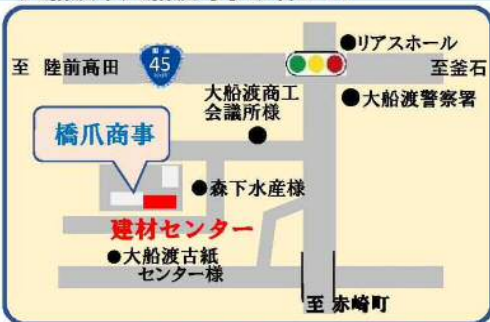 リアスホール
至 陸前高田
45
至釜石
大船渡商工
会議所様
大船渡警察署
橋爪商事
森下水産様
建材センター
大船渡古紙
センター様
至 赤崎町